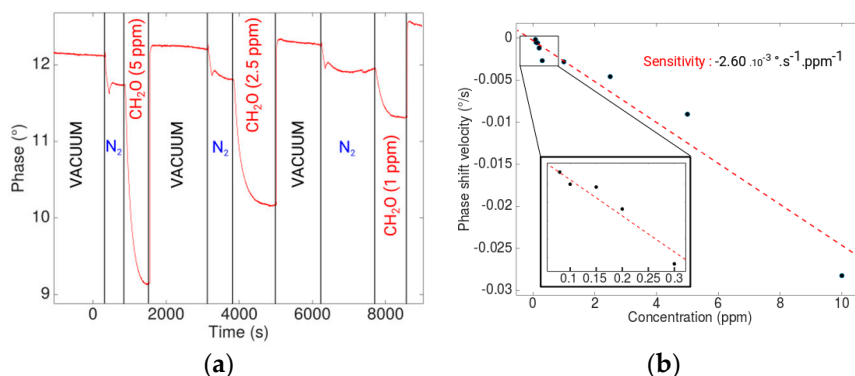 12
11
10
9
Phase (°)
VACUUM
N2
CH2O (5 ppm)
VACUUM
N2
CH2O (2.5 ppm)
VACUUM
N2
CH2O (1 ppm)
0 2000 4000 6000 8000
Time (s)
(a)
0
-0.005
-0.01
-0.015
-0.02
-0.025
-0.03
Phase shift velocity (°/s)
Sensitivity : -2.60 .10-3 °.s-1.ppm-1
0.1 0.15 0.2 0.25 0.3
0 2 4 6 8 10
Concentration (ppm)
(b)